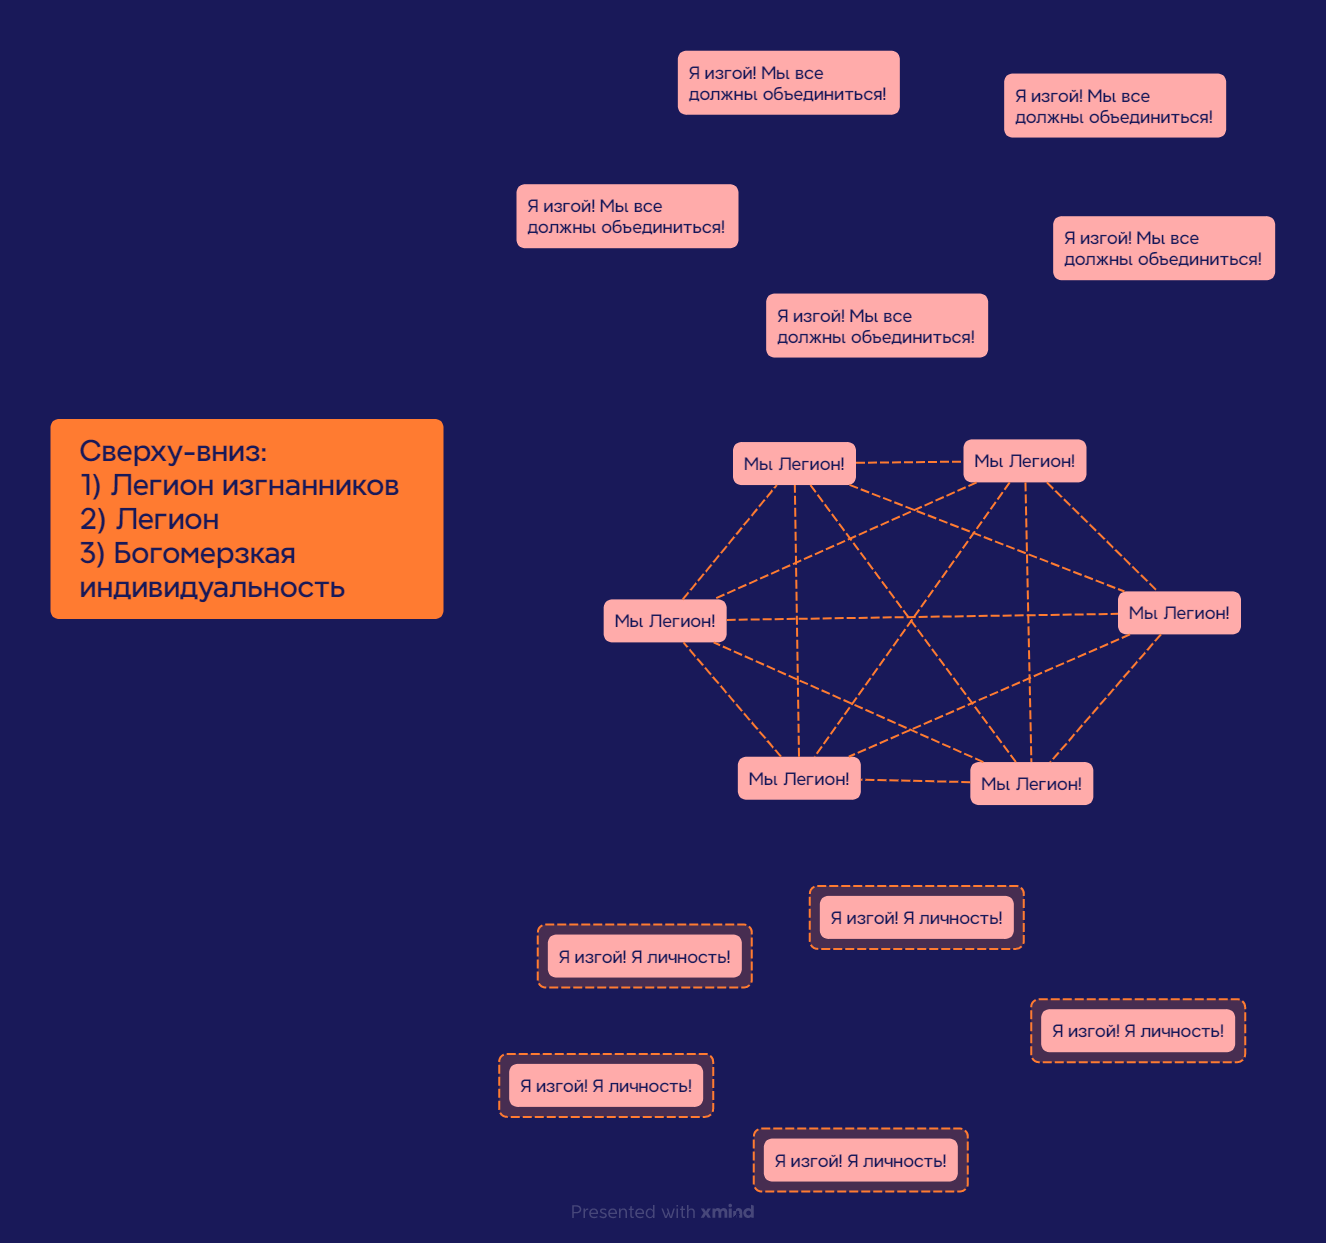 Я изгой! Мы все
должны объединиться!
Я изгой! Мы все
должны объединиться!
Я изгой! Мы все
должны объединиться!
Я изгой! Мы все
должны объединиться!
Я изгой! Мы все
должны объединиться!
Сверху-вниз:
1) Легион изгнанников
2) Легион
3) Богомерзкая
индивидуальность
Мы Легион!
Мы Легион!
Мы Легион!
Мы Легион!
Мы Легион!
Мы Легион!
Я изгой! Я личность!
Я изгой! Я личность!
Я изгой! Я личность!
Я изгой! Я личность!
Я изгой! Я личность!
Presented with xmind